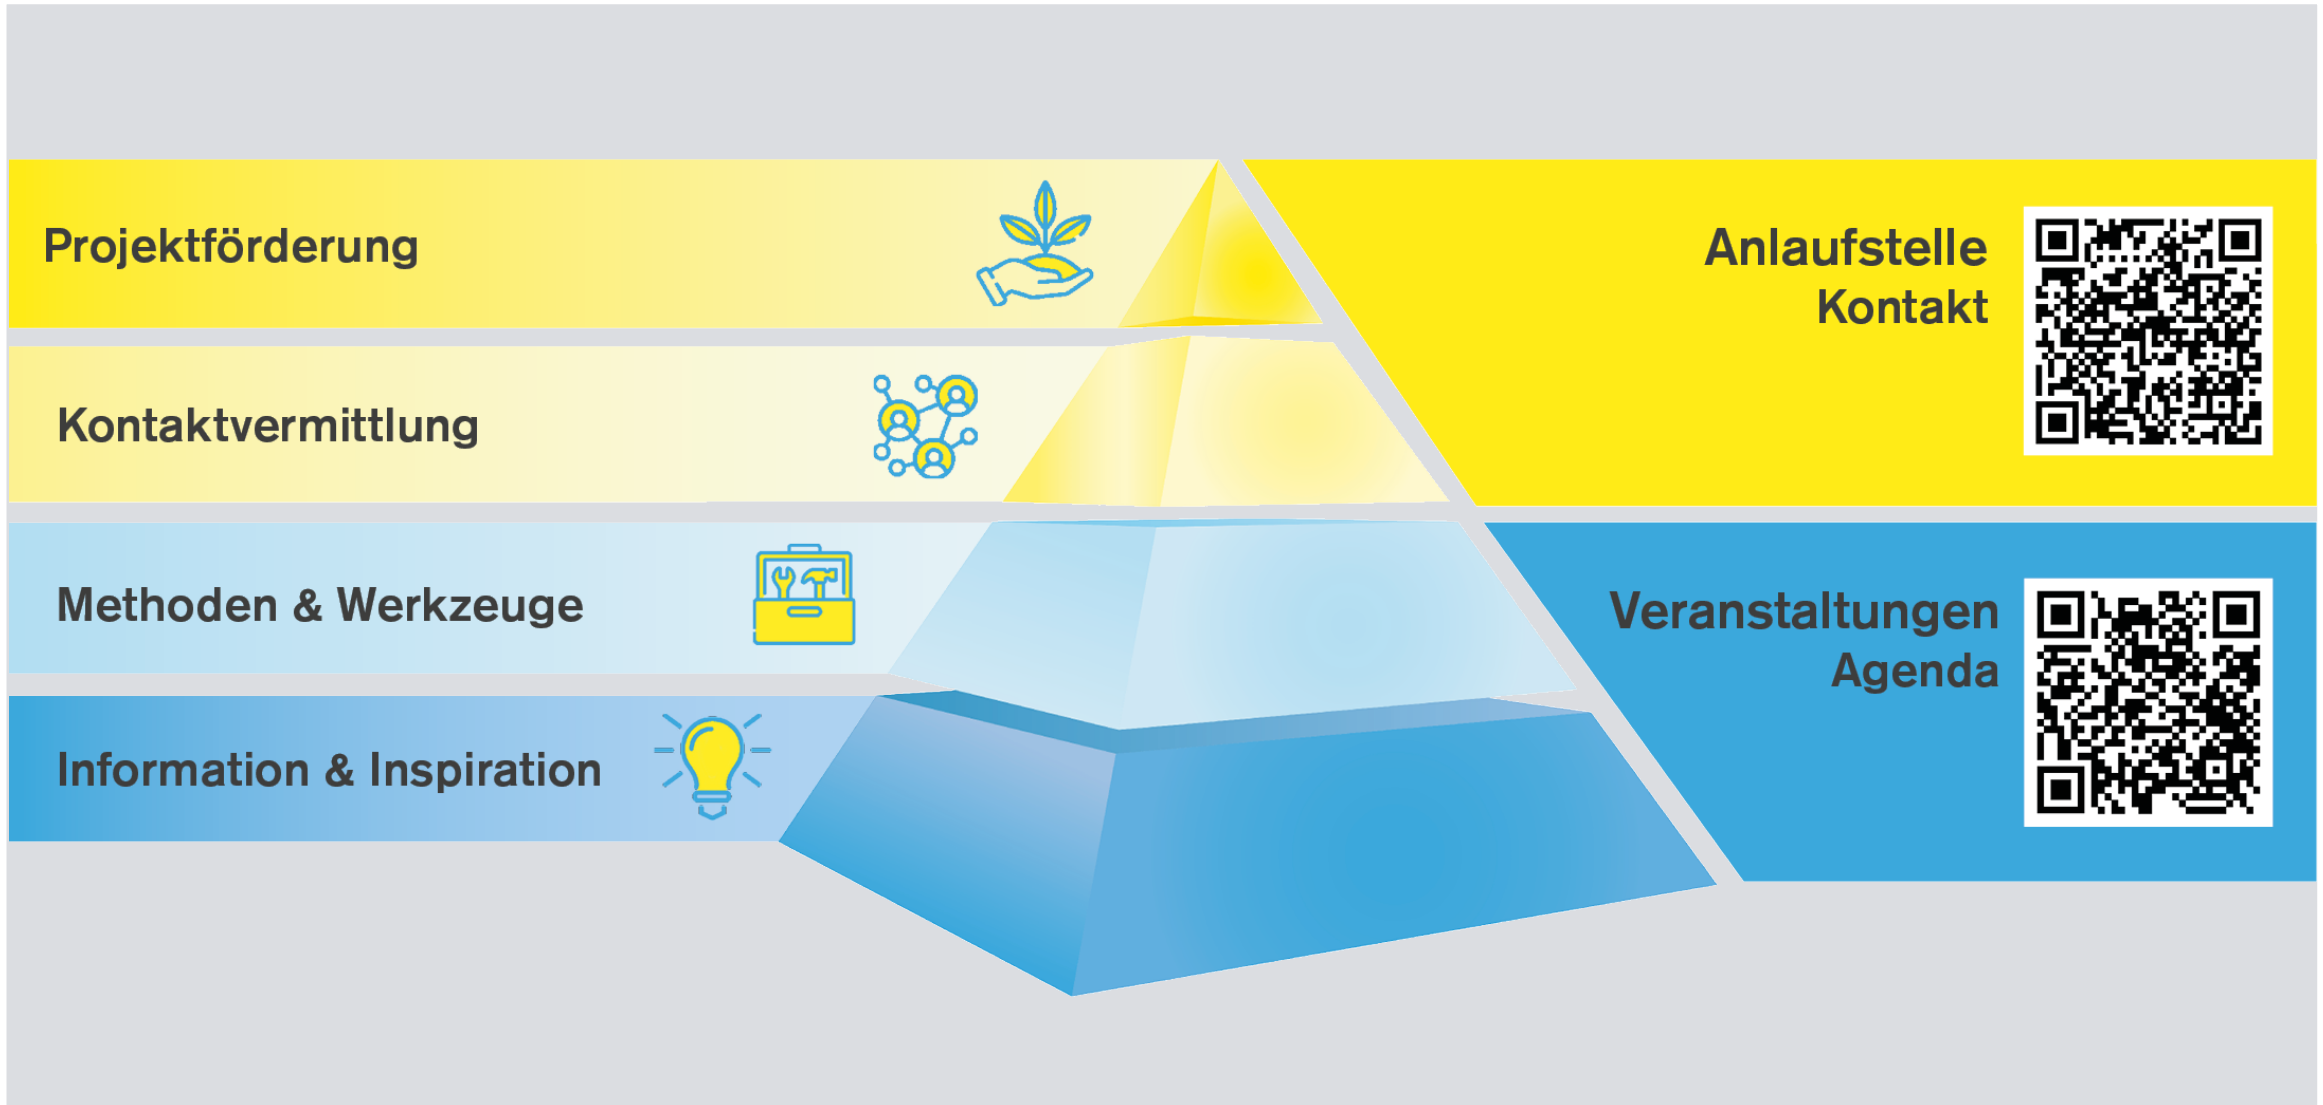 Projektförderung
Kontaktvermittlung
Methoden & Werkzeuge
Information & Inspiration
Anlaufstelle
Kontakt
Veranstaltungen
Agenda